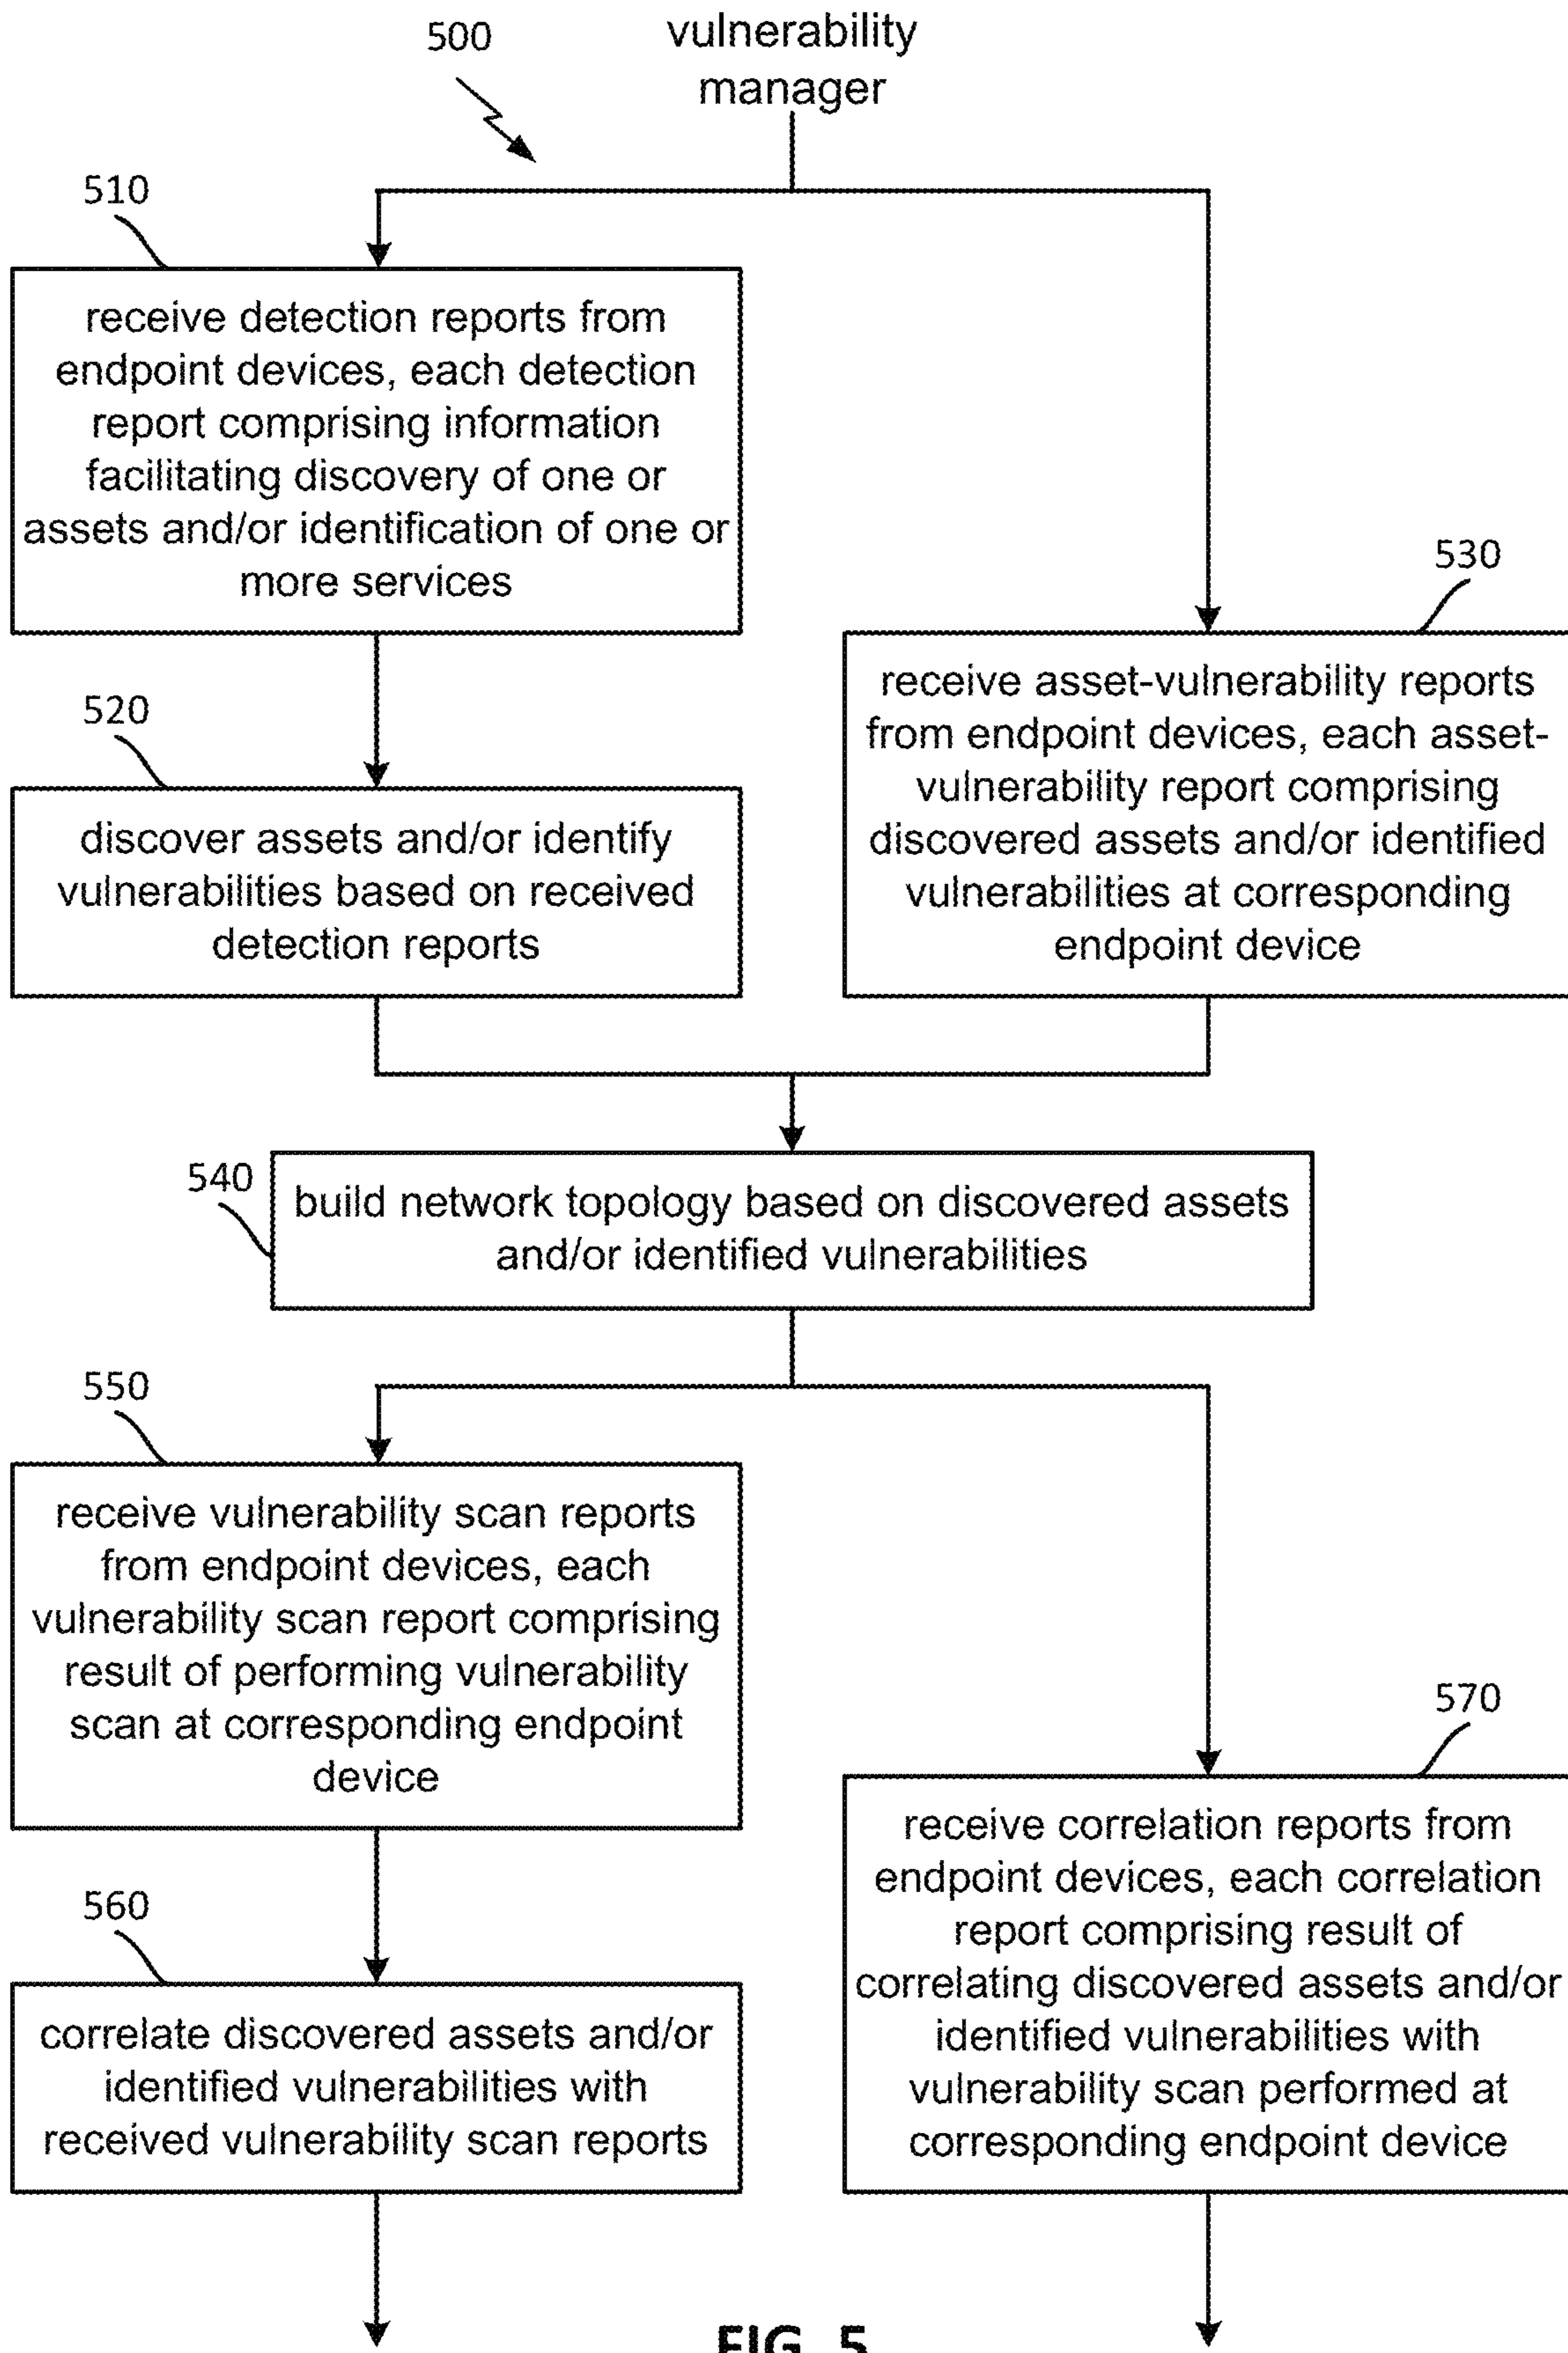 500
vulnerability
manager
510
receive detection reports from
endpoint devices, each detection
report comprising information
facilitating discovery of one or
assets and/or identification of one or
more services
520
discover assets and/or identify
vulnerabilities based on received
detection reports
530
receive asset-vulnerability reports
from endpoint devices, each asset-
vulnerability report comprising
discovered assets and/or identified
vulnerabilities at corresponding
endpoint device
540
build network topology based on discovered assets
and/or identified vulnerabilities
550
receive vulnerability scan reports
from endpoint devices, each
vulnerability scan report comprising
result of performing vulnerability
scan at corresponding endpoint
device
560
correlate discovered assets and/or
identified vulnerabilities with
received vulnerability scan reports
570
receive correlation reports from
endpoint devices, each correlation
report comprising result of
correlating discovered assets and/or
identified vulnerabilities with
vulnerability scan performed at
corresponding endpoint device
FIG. 5